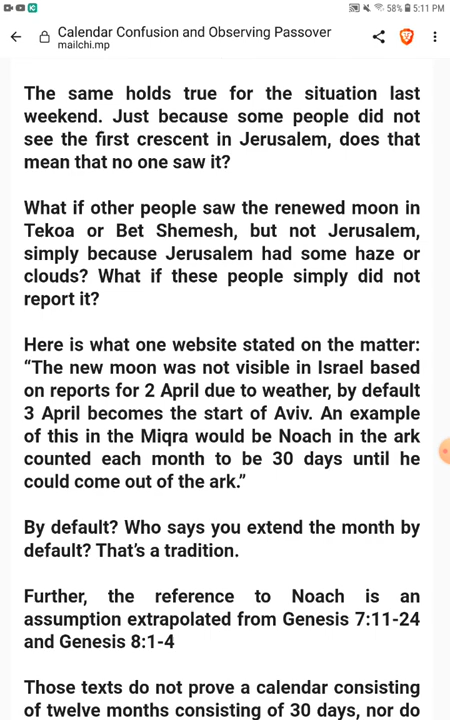 58% 5:11 PM
Calendar Confusion and Observing Passover
mailchi.mp
The same holds true for the situation last
weekend. Just because some people did not
see the first crescent in Jerusalem, does that
mean that no one saw it?
What if other people saw the renewed moon in
Tekoa or Bet Shemesh, but not Jerusalem,
simply because Jerusalem had some haze or
clouds? What if these people simply did not
report it?
Here is what one website stated on the matter:
“The new moon was not visible in Israel based
on reports for 2 April due to weather, by default
3 April becomes the start of Aviv. An example
of this in the Miqra would be Noach in the ark
counted each month to be 30 days until he
could come out of the ark.”
By default? Who says you extend the month by
default? That’s a tradition.
Further, the reference to Noach is an
assumption extrapolated from Genesis 7:11-24
and Genesis 8:1-4
Those texts do not prove a calendar consisting
of twelve months consisting of 30 days, nor do